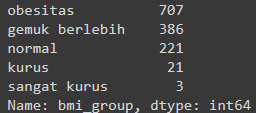 obesitas 707
gemuk berlebih 386
normal 221
kurus 21
sangat kurus 3
Name: bmi_group, dtype: int64